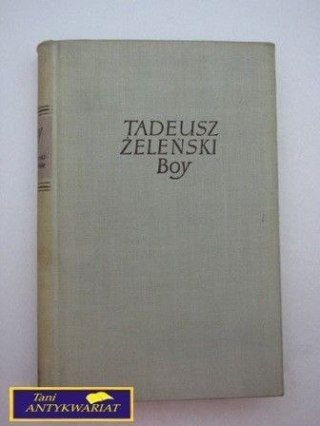 TADEUSZ
ŻELEŃSKI
Boy
Tani
ANTYKWARIAT